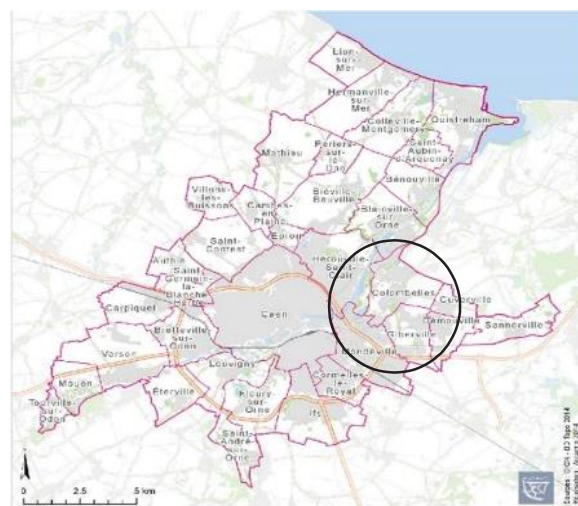 Lion-
sur-
Mer
Hermanville-
sur-
Mer
Colleville-
Montgomery
Ouistreham
Saint-
Aubin-
d'Arquenay
Mathieu
Periers-
sur-
le-
Dan
Bénouville
Villons-
les-
Buissons
Cambes-
en-
Plaine
Biéville-
Beuville
Blainville-
sur-
Orne
Saint-
Contest
Epron
Hérouville-
Saint-
Clair
Authie
Saint-
Germain-
la-
Blanche-
Herbe
Colombelles
Cuverville
Carpiquet
Caen
Démouville
Sannerville
Giberville
Bretteville-
sur-
Odon
Mondeville
Verson
Louvigny
Cormelles-
le-
Royal
Mouen
Éterville
Fleury-
sur-
Orne
Ifs
Tourville-
sur-
Odon
Saint-
André-
sur-
Orne
0 2.5 5 km